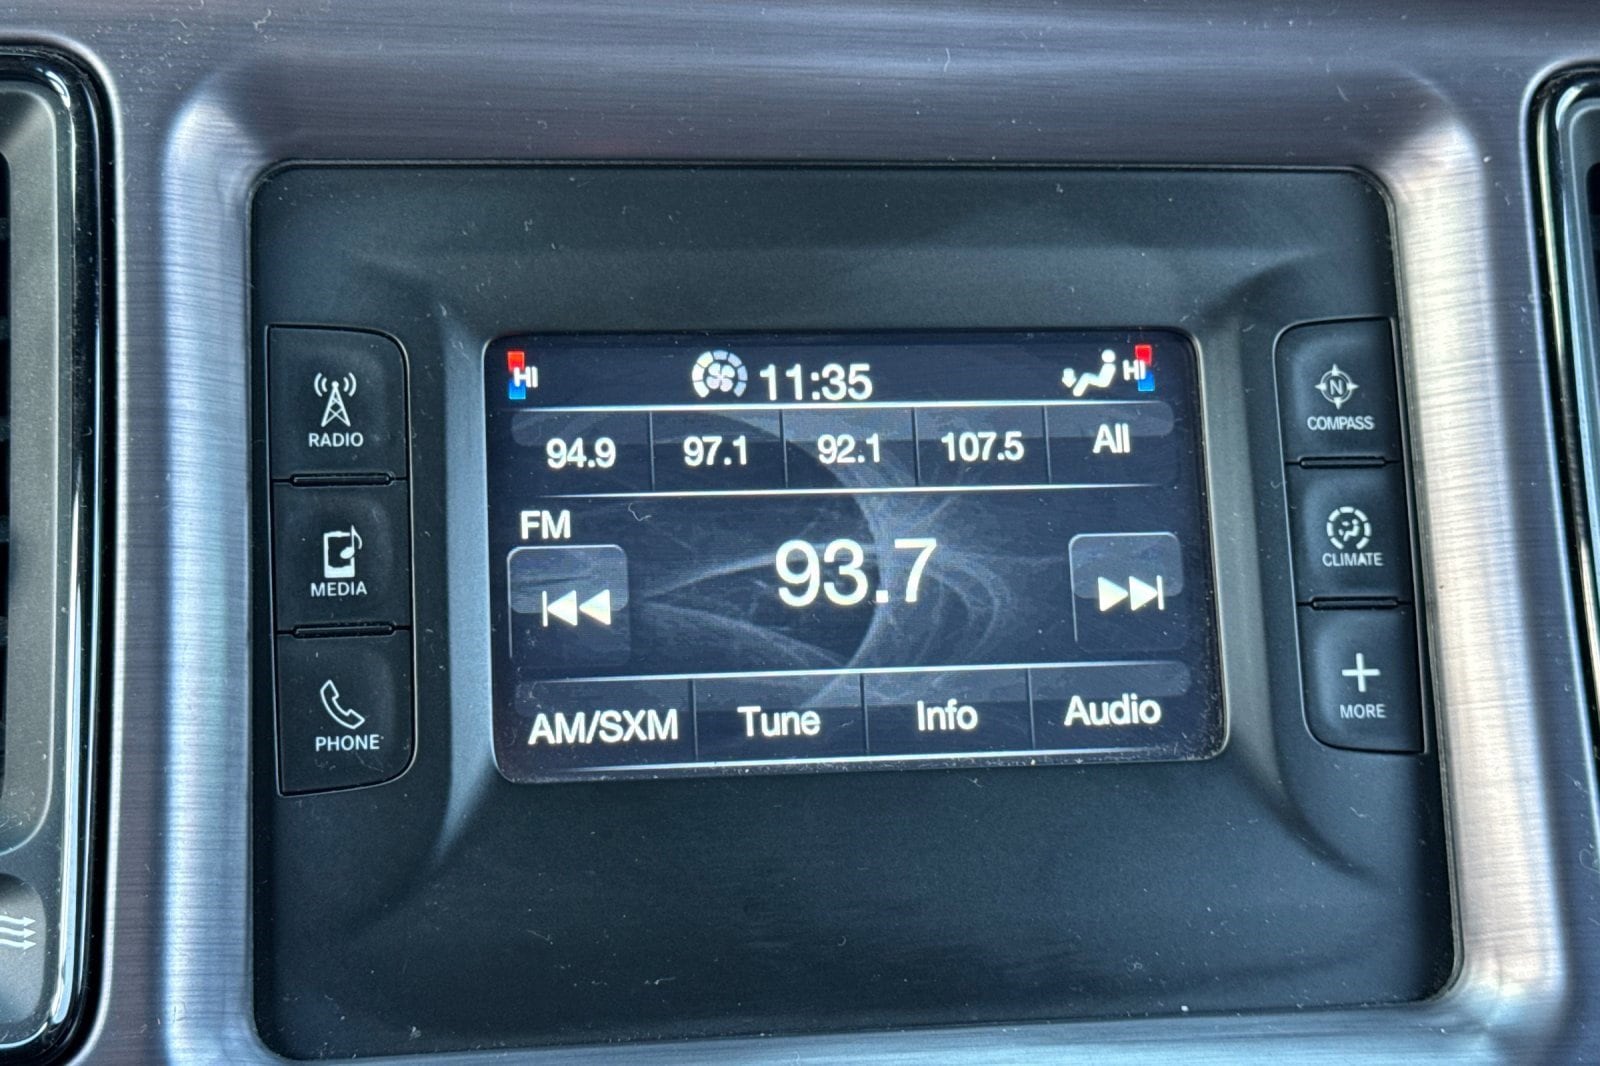 HI 11:35 HI
94.9 97.1 92.1 107.5 All
FM
93.7
AM/SXM Tune Info Audio
RADIO
MEDIA
PHONE
N
COMPASS
CLIMATE
MORE